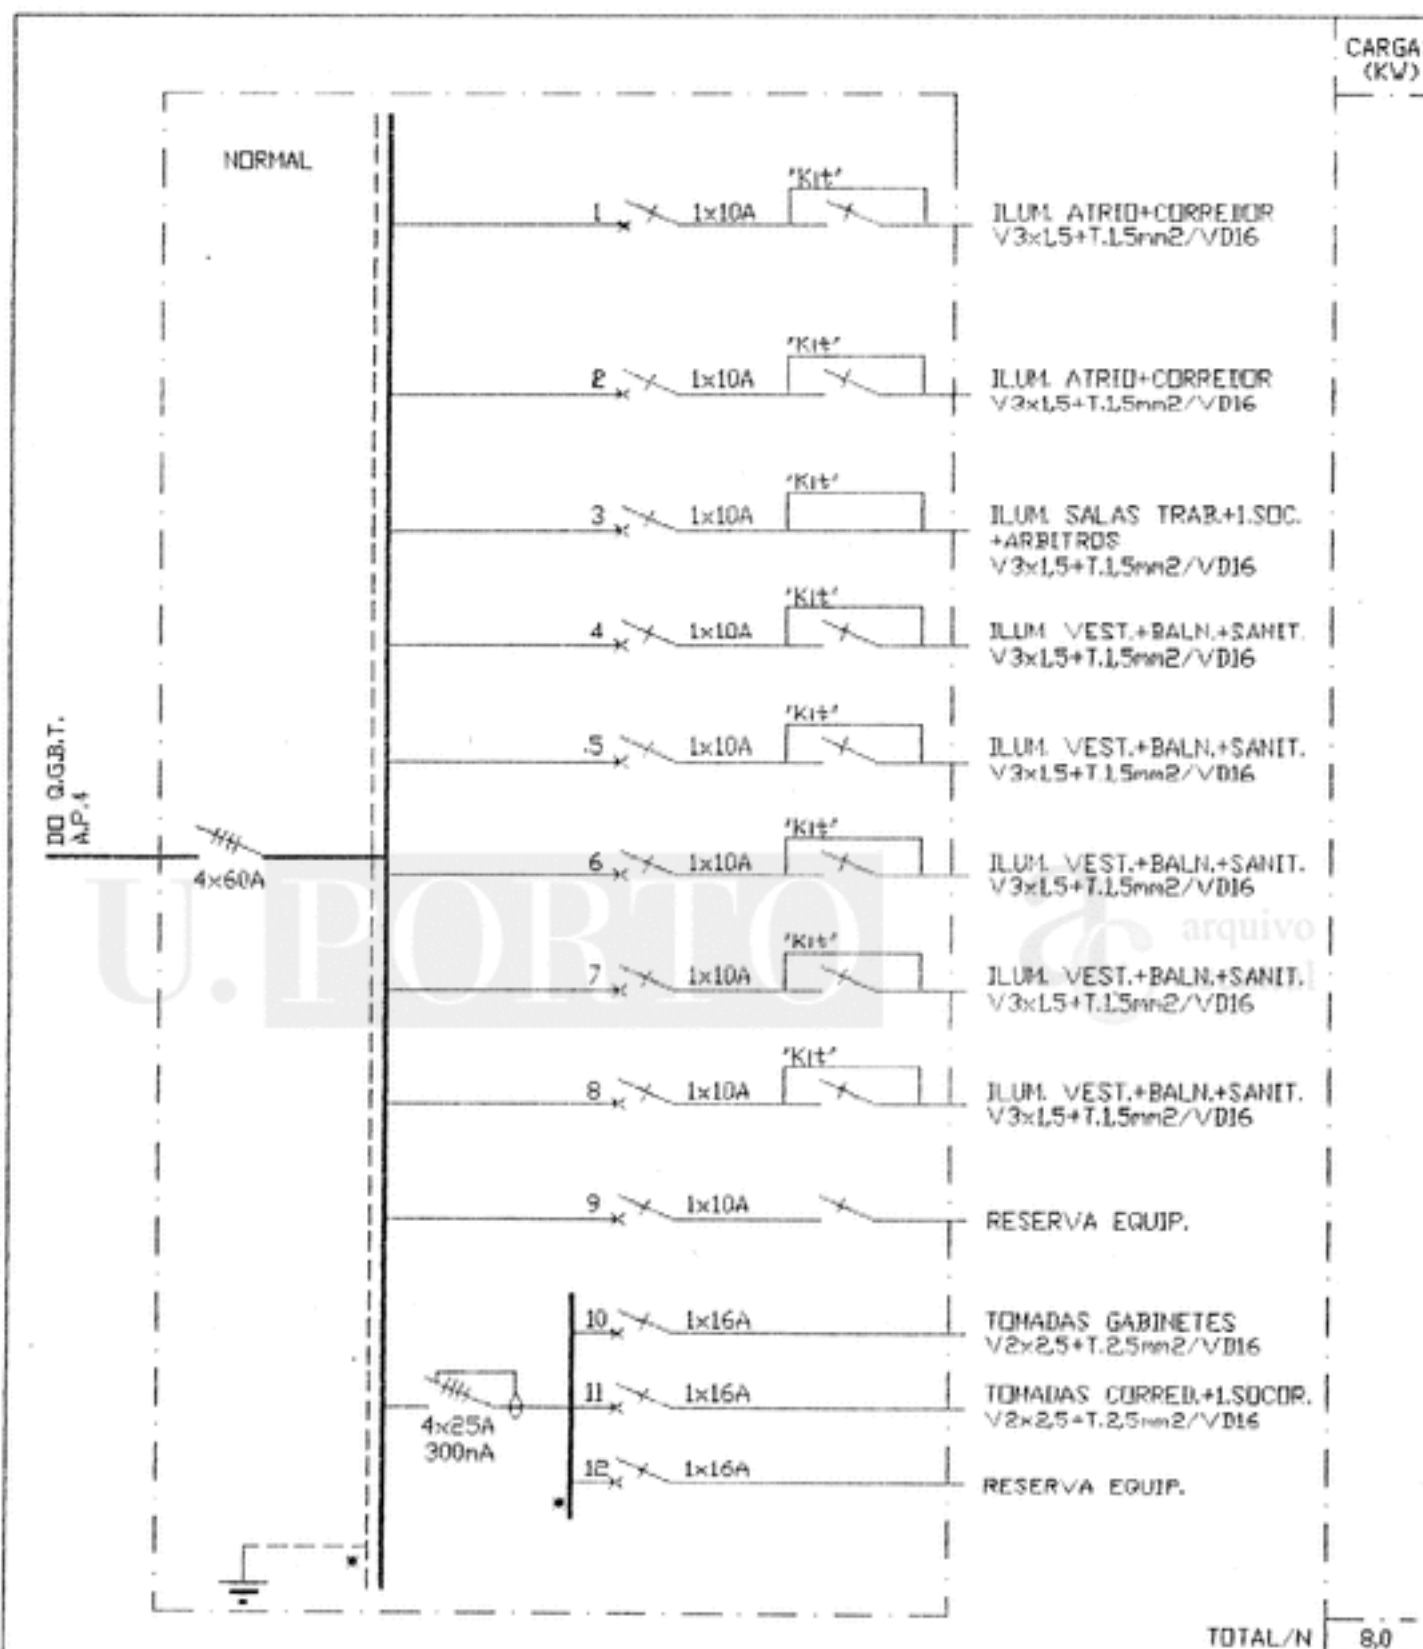 CARGA
(KW)
NORMAL
"Kit"
1
1x10A
ILUM. ATRIO+CORREDOR
V3x1,5+T.1,5mm2/VD16
"Kit"
2
1x10A
ILUM. ATRIO+CORREDOR
V3x1,5+T.1,5mm2/VD16
"Kit"
3
1x10A
ILUM. SALAS TRAB.+1.SOC.
+ARBITROS
V3x1,5+T.1,5mm2/VD16
"Kit"
4
1x10A
ILUM. VEST.+BALN.+SANIT.
V3x1,5+T.1,5mm2/VD16
"Kit"
5
1x10A
ILUM. VEST.+BALN.+SANIT.
V3x1,5+T.1,5mm2/VD16
DO Q.G.B.T.
A.P.4
4x60A
"Kit"
6
1x10A
ILUM. VEST.+BALN.+SANIT.
V3x1,5+T.1,5mm2/VD16
U. PORTO
ac arquivo
"Kit"
7
1x10A
ILUM. VEST.+BALN.+SANIT.
V3x1,5+T.1,5mm2/VD16
"Kit"
8
1x10A
ILUM. VEST.+BALN.+SANIT.
V3x1,5+T.1,5mm2/VD16
9
1x10A
RESERVA EQUIP.
10
1x16A
TOMADAS GABINETES
V2x2,5+T.2,5mm2/VD16
4x25A
300mA
11
1x16A
TOMADAS CORRED.+1.SOCOR.
V2x2,5+T.2,5mm2/VD16
12
1x16A
RESERVA EQUIP.
TOTAL/N
8,0